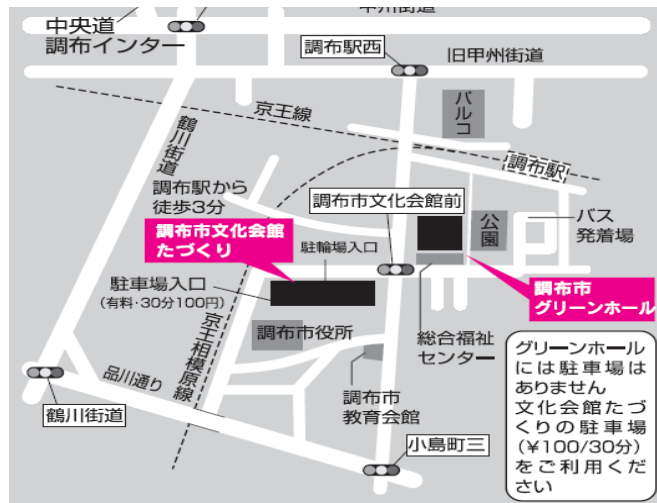 甲州街道
中央道
調布インター
調布駅西
旧甲州街道
パルコ
京王線
鶴川街道
調布駅
調布駅から
徒歩3分
調布市文化会館前
調布市文化会館
たづくり
駐輪場入口
公園
バス
発着場
駐車場入口
(有料・30分100円)
調布市
グリーンホール
京王相模原線
調布市役所
総合福祉
センター
品川通り
鶴川街道
調布市
教育会館
小島町三
グリーンホール
には駐車場は
ありません
文化会館たづ
くりの駐車場
(¥100/30分)
をご利用くだ
さい